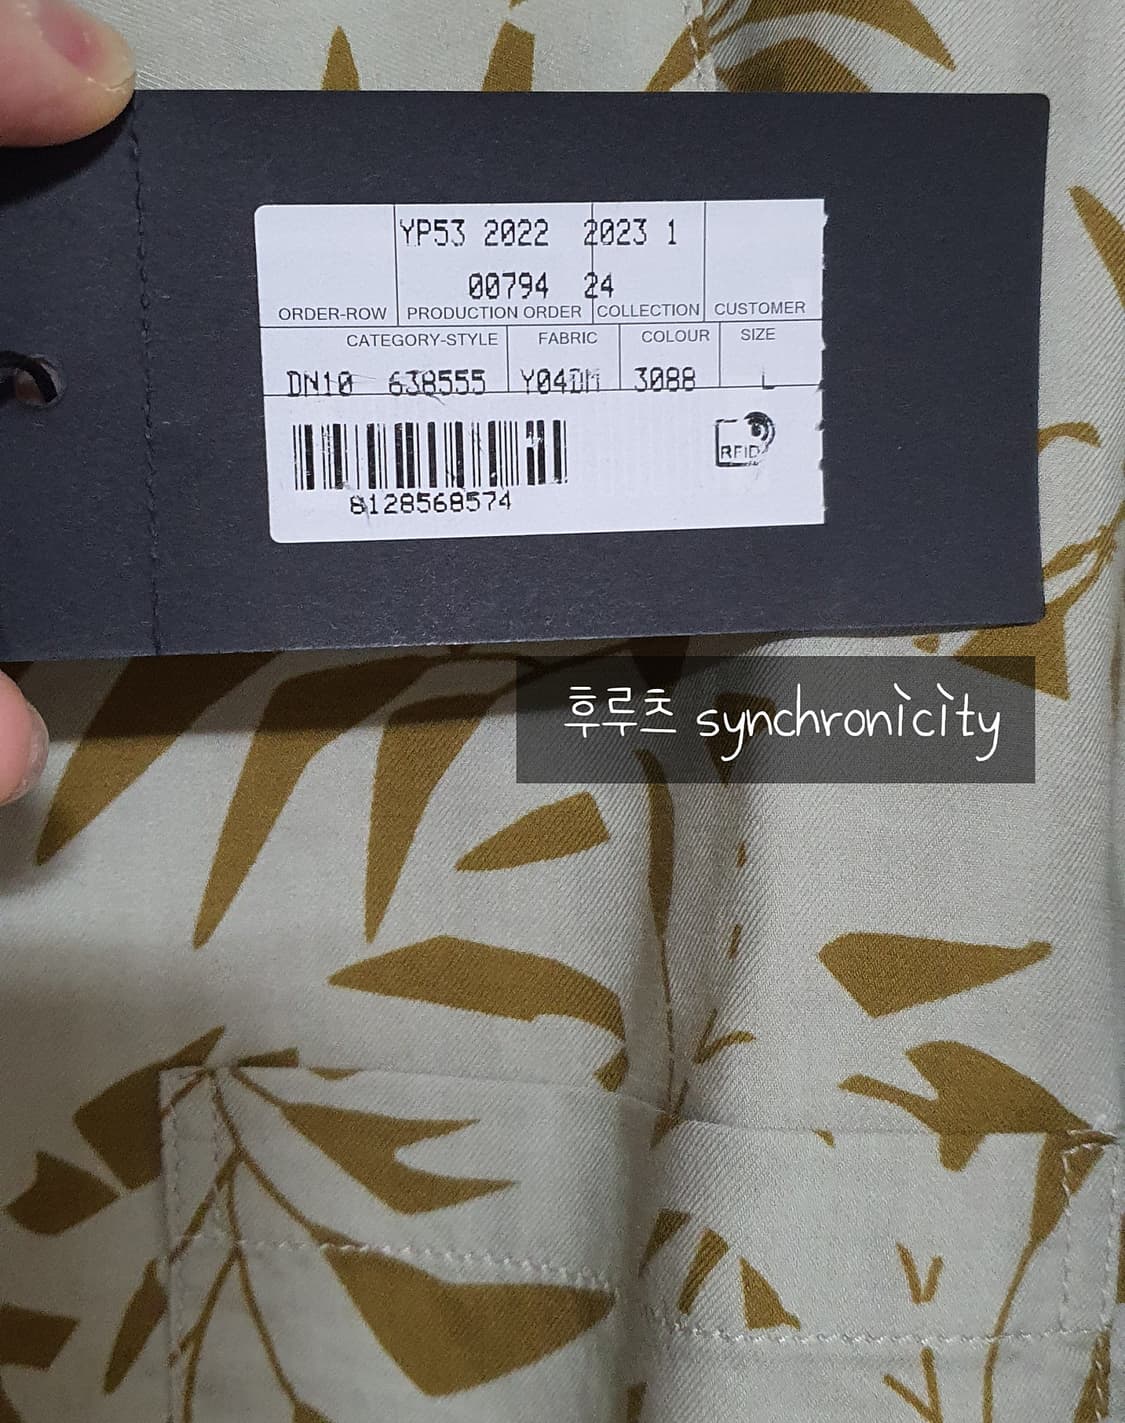 YP53 2022 2023 1
00794 24
ORDER-ROW PRODUCTION ORDER COLLECTION CUSTOMER
CATEGORY-STYLE FABRIC COLOUR SIZE
DN10 638555 Y04DM 3088 L
RFID
8128568574
후루츠 synchronicity